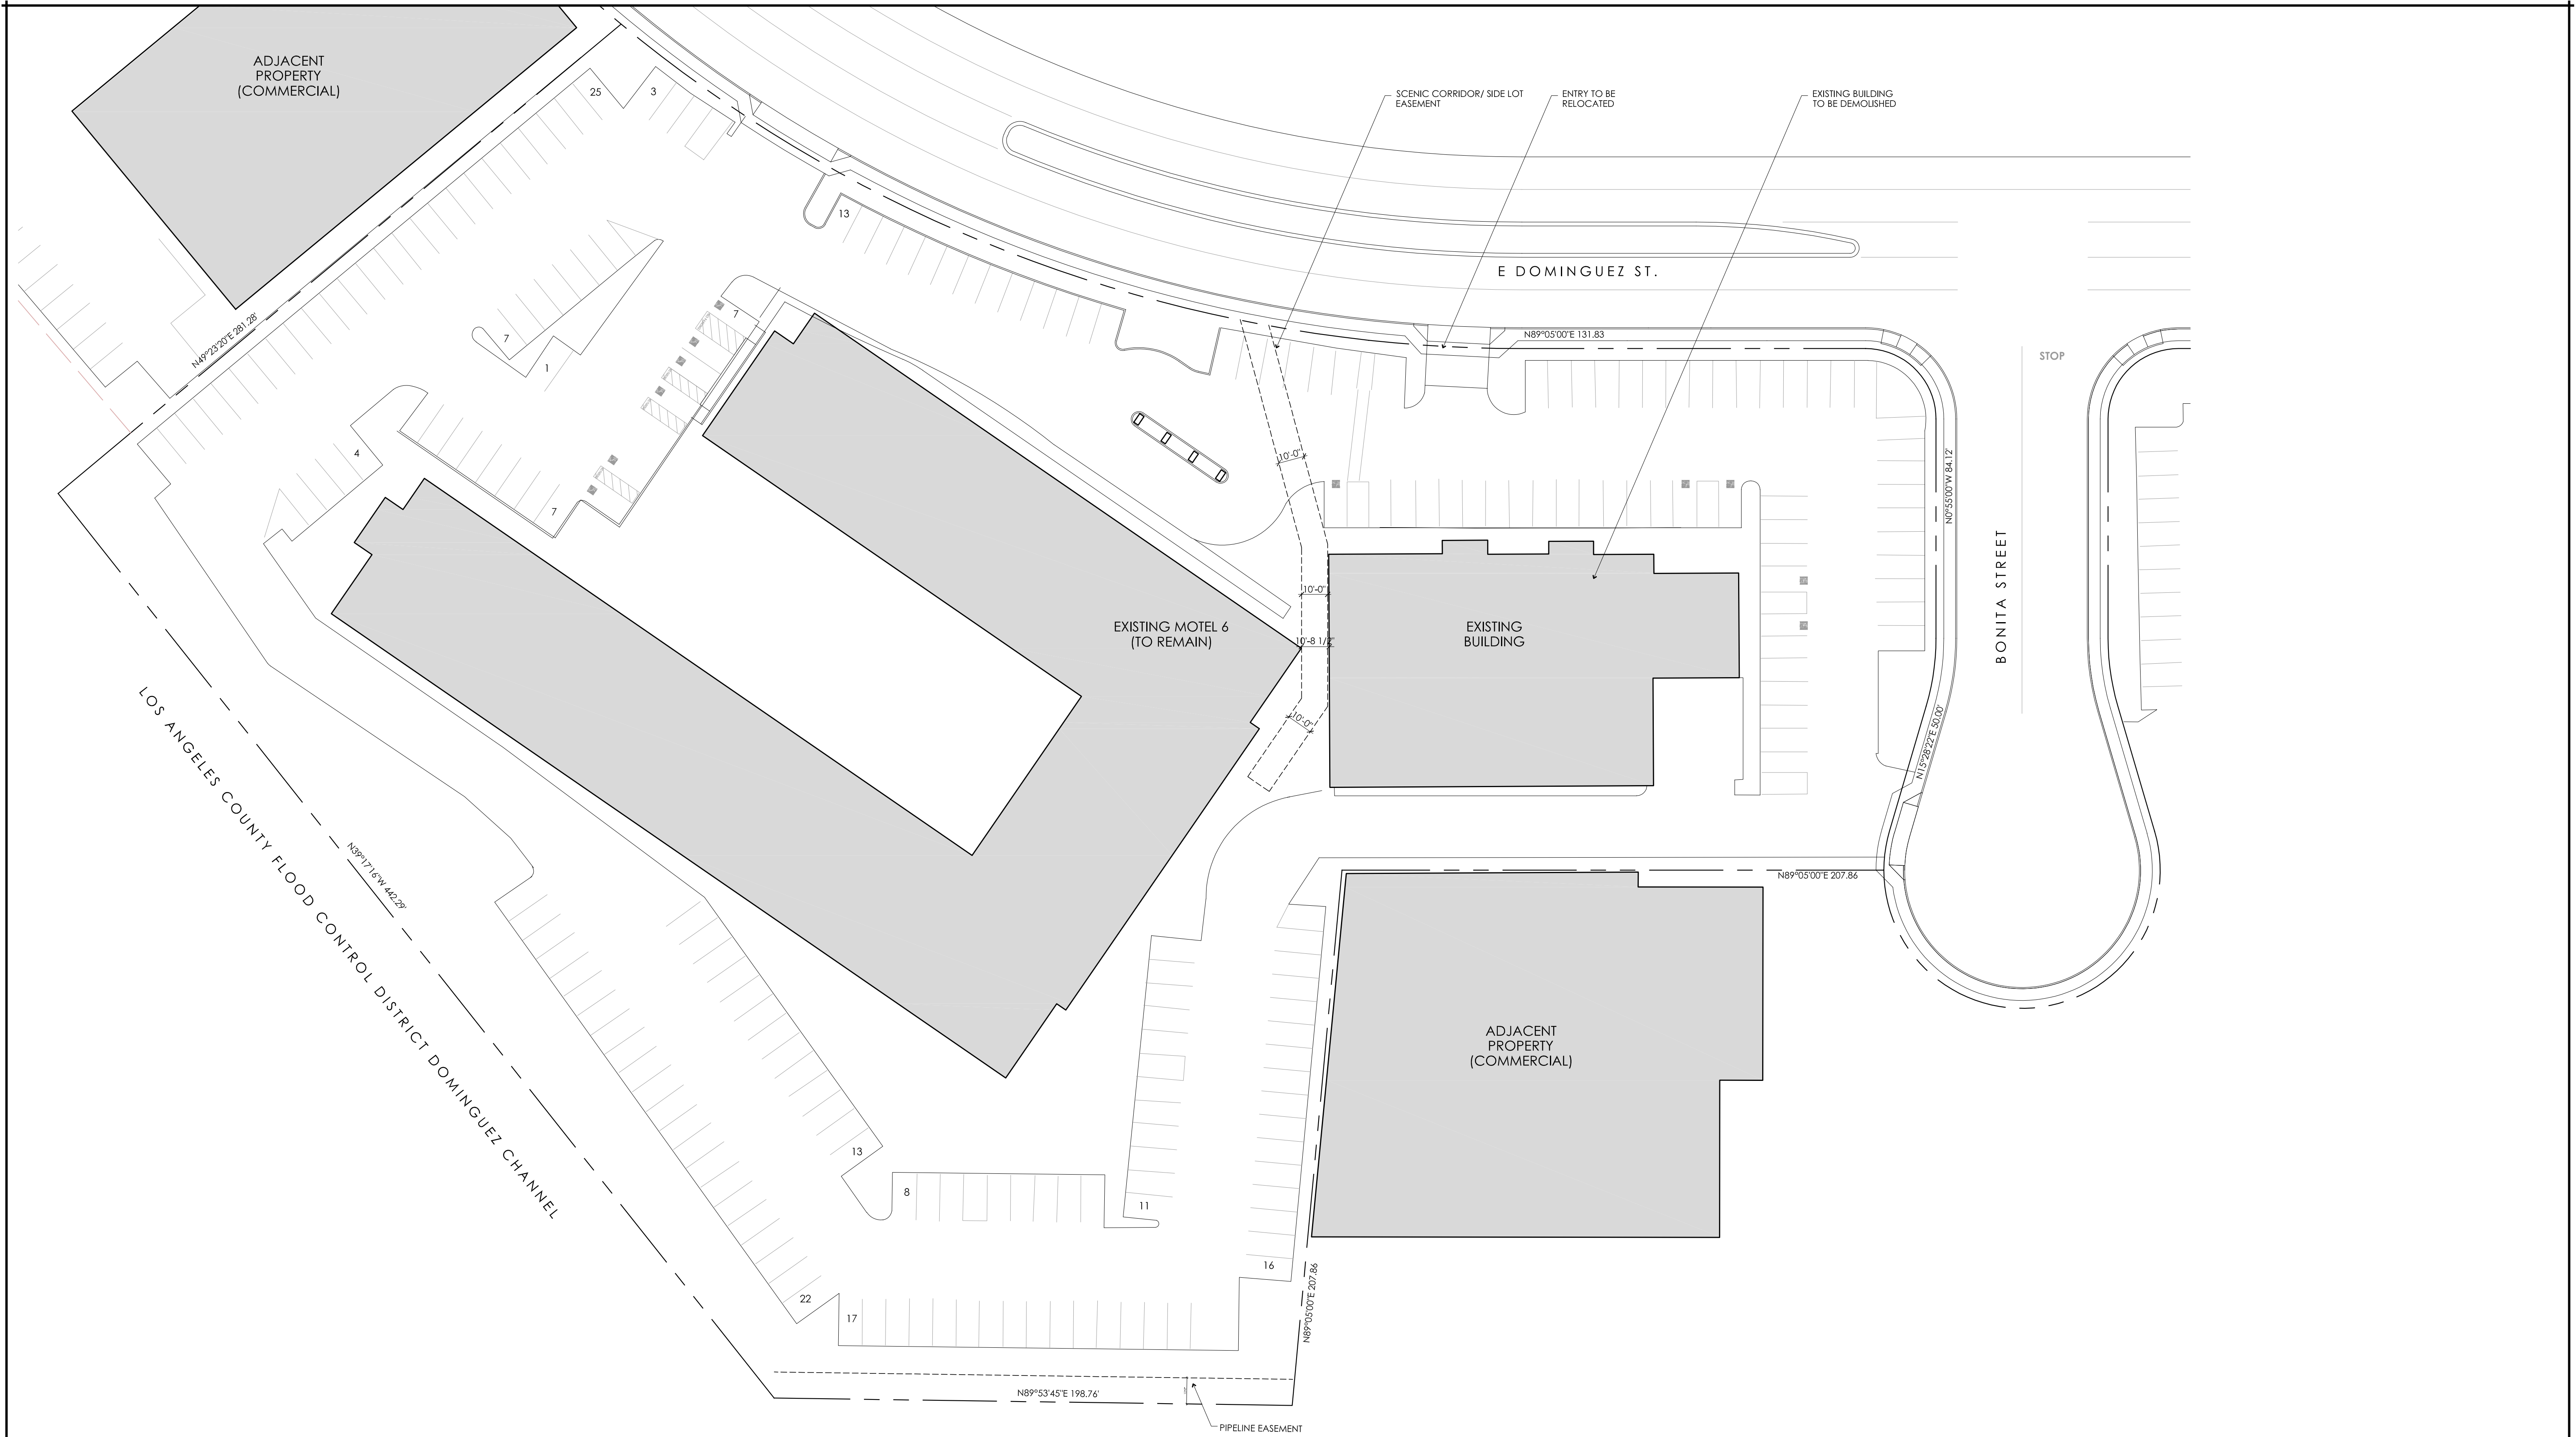 ADJACENT
PROPERTY
(COMMERCIAL)
25
3
SCENIC CORRIDOR/ SIDE LOT
EASEMENT
ENTRY TO BE
RELOCATED
EXISTING BUILDING
TO BE DEMOLISHED
13
E DOMINGUEZ ST.
N49°23'20"E 281.28'
7
7
1
N89°05'00"E 131.83
STOP
4
7
10'-0"
N0°55'00"W 84.12'
BONITA STREET
10'-0"
EXISTING MOTEL 6
(TO REMAIN)
10'-8 1/2"
EXISTING
BUILDING
10'-0"
N15°28'22"E 50.00'
LOS ANGELES COUNTY FLOOD CONTROL DISTRICT DOMINGUEZ CHANNEL
N39°17'16"W 442.29'
N89°05'00"E 207.86
ADJACENT
PROPERTY
(COMMERCIAL)
13
8
11
16
22
17
N89°05'00"E 207.86
N89°53'45"E 198.76'
PIPELINE EASEMENT